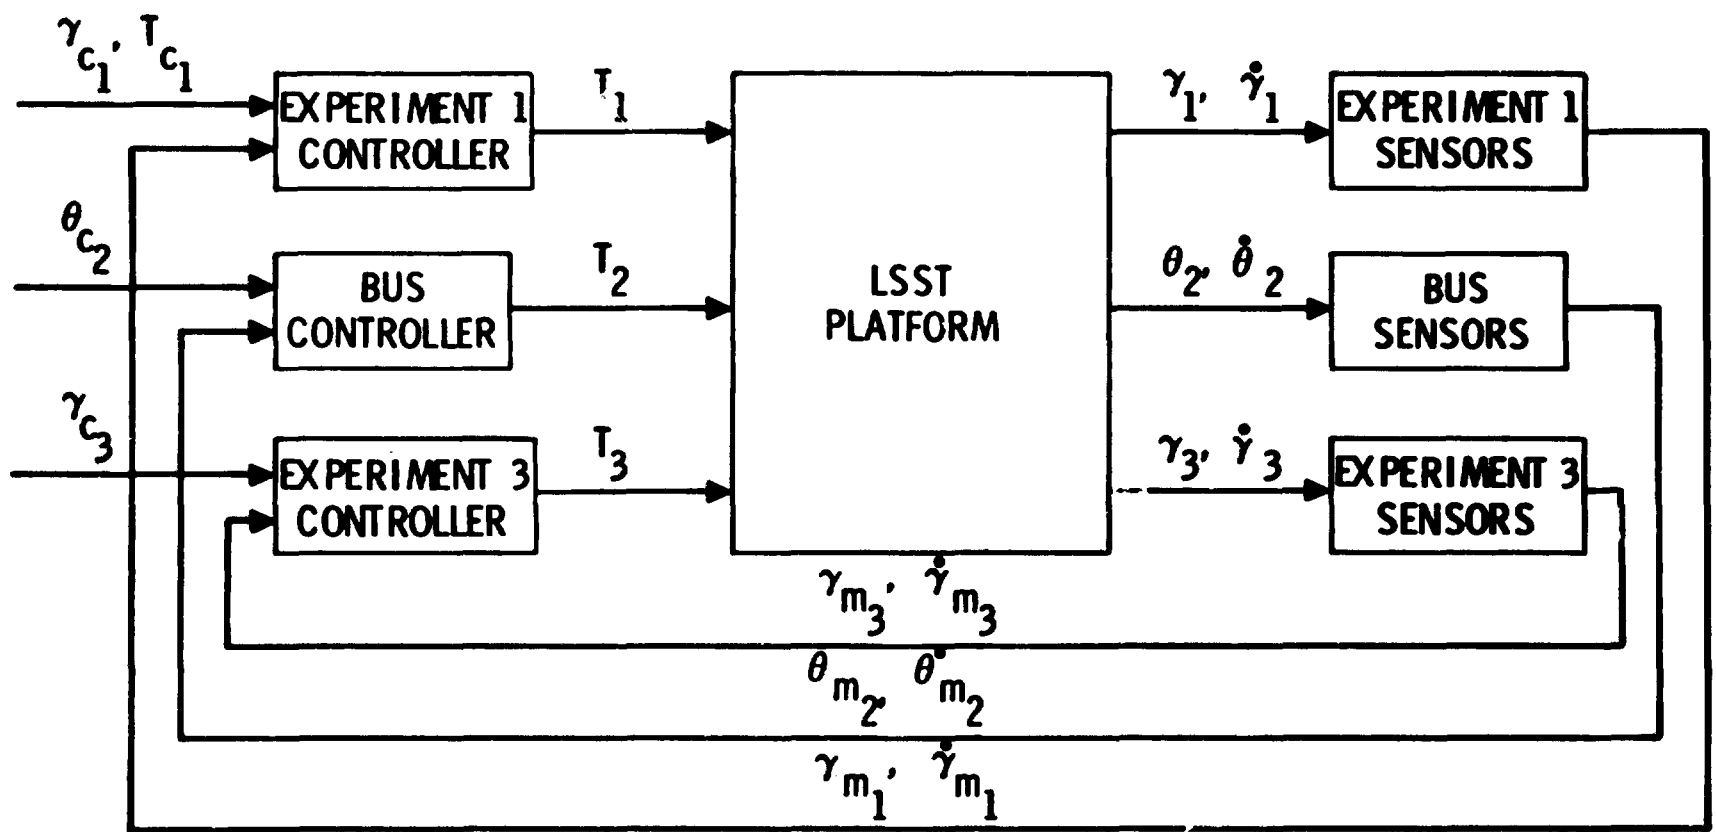 γc1, Tc1
EXPERIMENT 1
CONTROLLER
T1
γ1, γ̇1
EXPERIMENT 1
SENSORS
θc2
BUS
CONTROLLER
T2
LSST
PLATFORM
θ2, θ̇2
BUS
SENSORS
γc3
EXPERIMENT 3
CONTROLLER
T3
γ3, γ̇3
EXPERIMENT 3
SENSORS
γm3, γ̇m3
θm2, θ̇m2
γm1, γ̇m1